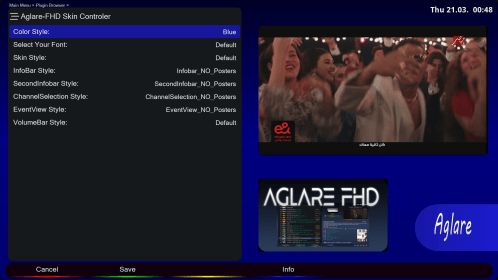 Main Menu • Plugin Browser •
Aglare-FHD Skin Controler
Thu 21.03. 00:48
Color Style: Blue
Select Your Font: Default
Skin Style: Default
InfoBar Style: Infobar_NO_Posters
SecondInfobar Style: SecondInfobar_NO_Posters
ChannelSelection Style: ChannelSelection_NO_Posters
EventView Style: EventView_NO_Posters
VolumeBar Style: Default
e&
AGLARE FHD
Aglare
Cancel
Save
Info